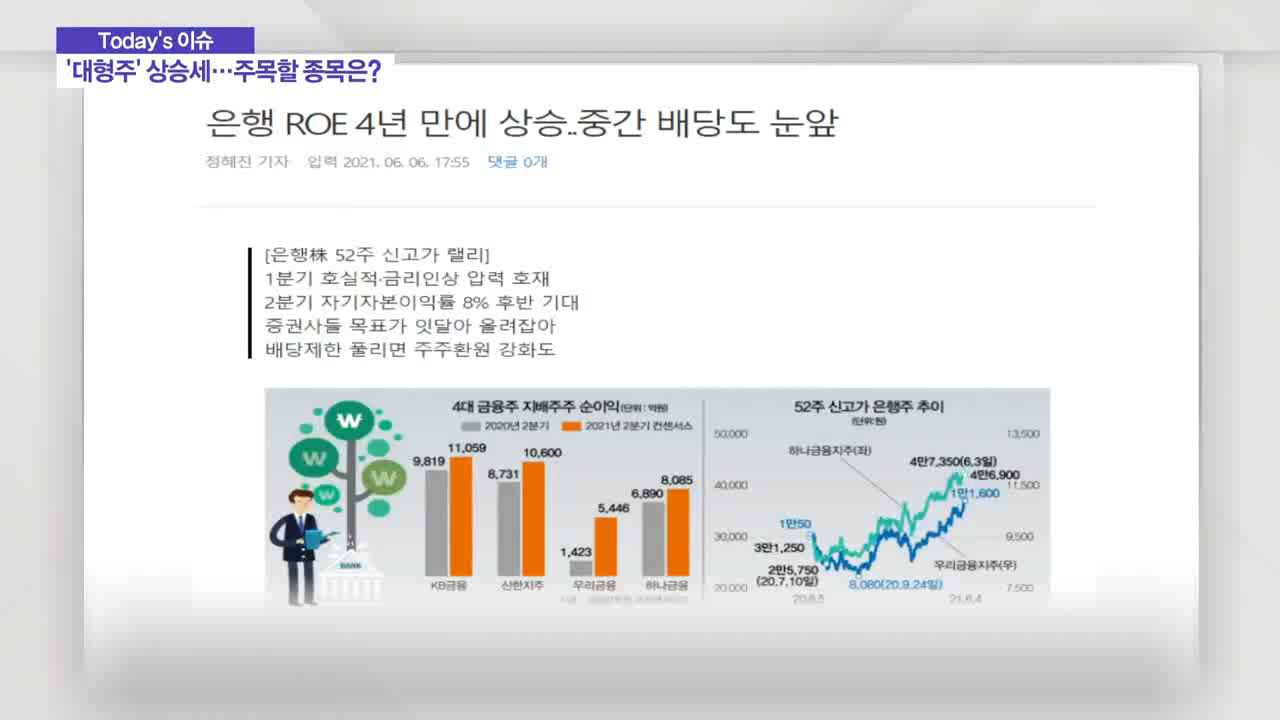 Today's 이슈
'대형주' 상승세…주목할 종목은?
은행 ROE 4년 만에 상승..중간 배당도 눈앞
정혜진 기자 입력 2021. 06. 06. 17:55 댓글 0개
[은행株 52주 신고가 랠리]
1분기 호실적·금리인상 압력 호재
2분기 자기자본이익률 8% 후반 기대
증권사들 목표가 잇달아 올려잡아
배당제한 풀리면 주주환원 강화도
4대 금융주 지배주주 순이익(단위 : 억원)
2020년 2분기 2021년 2분기 컨센서스
9,819 11,059
8,731 10,600
1,423 5,446
6,890 8,085
KB금융 신한지주 우리금융 하나금융
BANK
52주 신고가 은행주 추이
(단위:원)
50,000 13,500
하나금융지주(좌)
4만7,350(6.3일)
4만6,900
40,000 11,500
1만1,600
1만50
30,000 9,500
3만1,250
우리금융지주(우)
2만5,750
(20.7.10일)
8,080(20.9.24일)
20,000 7,500
20.6.5 21.6.4